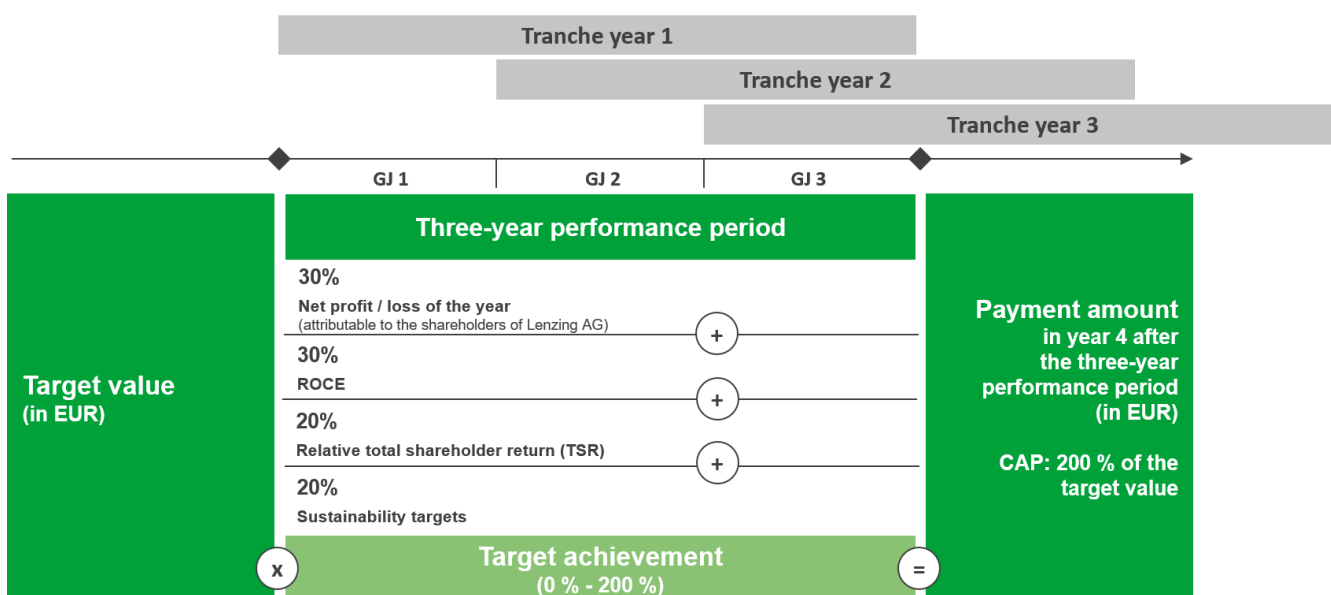 Tranche year 1
Tranche year 2
Tranche year 3
GJ 1
GJ 2
GJ 3
Target value
(in EUR)
Three-year performance period
30%
Net profit / loss of the year
(attributable to the shareholders of Lenzing AG)
+
30%
ROCE
+
20%
Relative total shareholder return (TSR)
+
20%
Sustainability targets
x
Target achievement
(0 % - 200 %)
=
Payment amount
in year 4 after
the three-year
performance period
(in EUR)
CAP: 200 % of the
target value